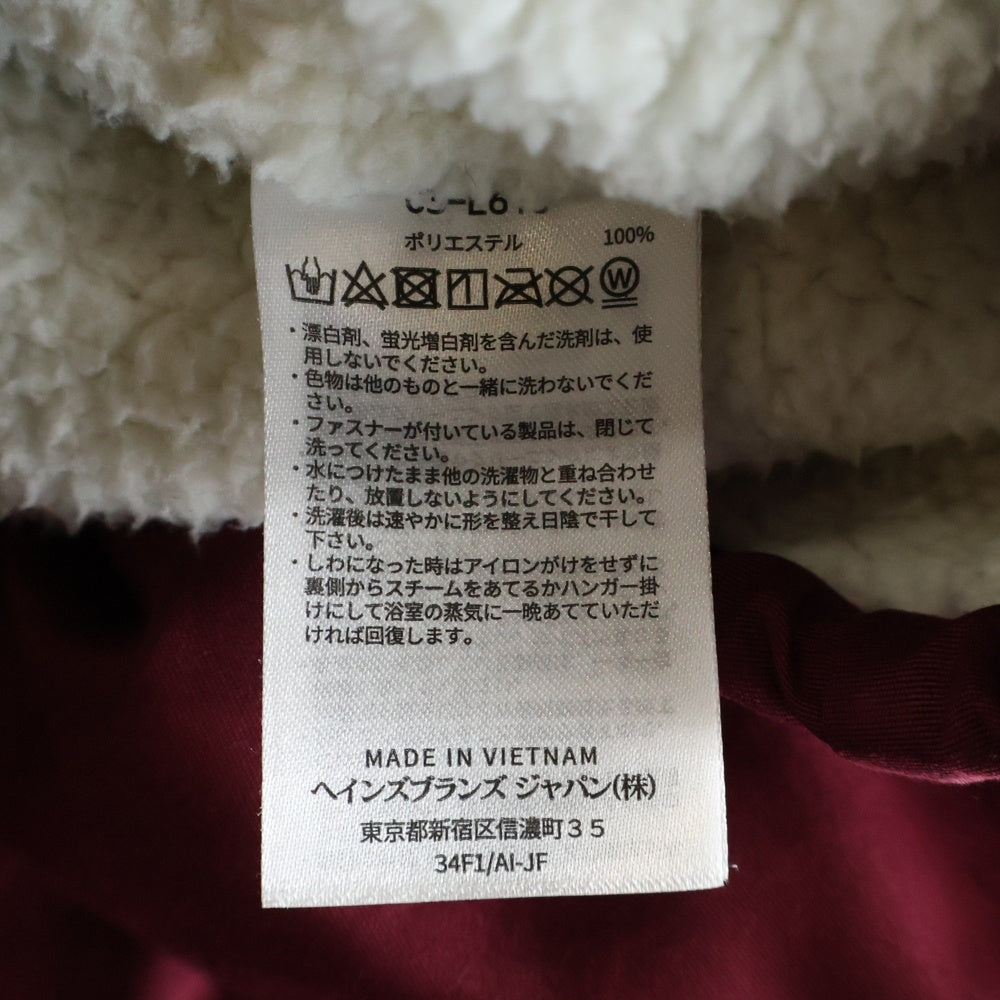 ポリエステル 100%
W
・漂白剤、蛍光増白剤を含んだ洗剤は、使
用しないでください。
・色物は他のものと一緒に洗わないでくだ
さい。
・ファスナーが付いている製品は、閉じて
洗ってください。
・水につけたまま他の洗濯物と重ね合わせ
たり、放置しないようにしてください。
・洗濯後は速やかに形を整え日陰で干して
下さい。
・しわになった時はアイロンがけをせずに
裏側からスチームをあてるかハンガー掛
けにして浴室の蒸気に一晩あてていただ
ければ回復します。
MADE IN VIETNAM
ヘインズブランズ ジャパン(株)
東京都新宿区信濃町35
34F1/AI-JF